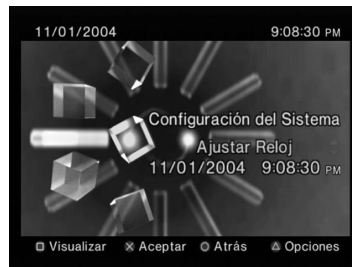 11/01/2004 9:08:30 PM
Configuración del Sistema
Ajustar Reloj
11/01/2004 9:08:30 PM
Visualizar Aceptar Atrás Opciones